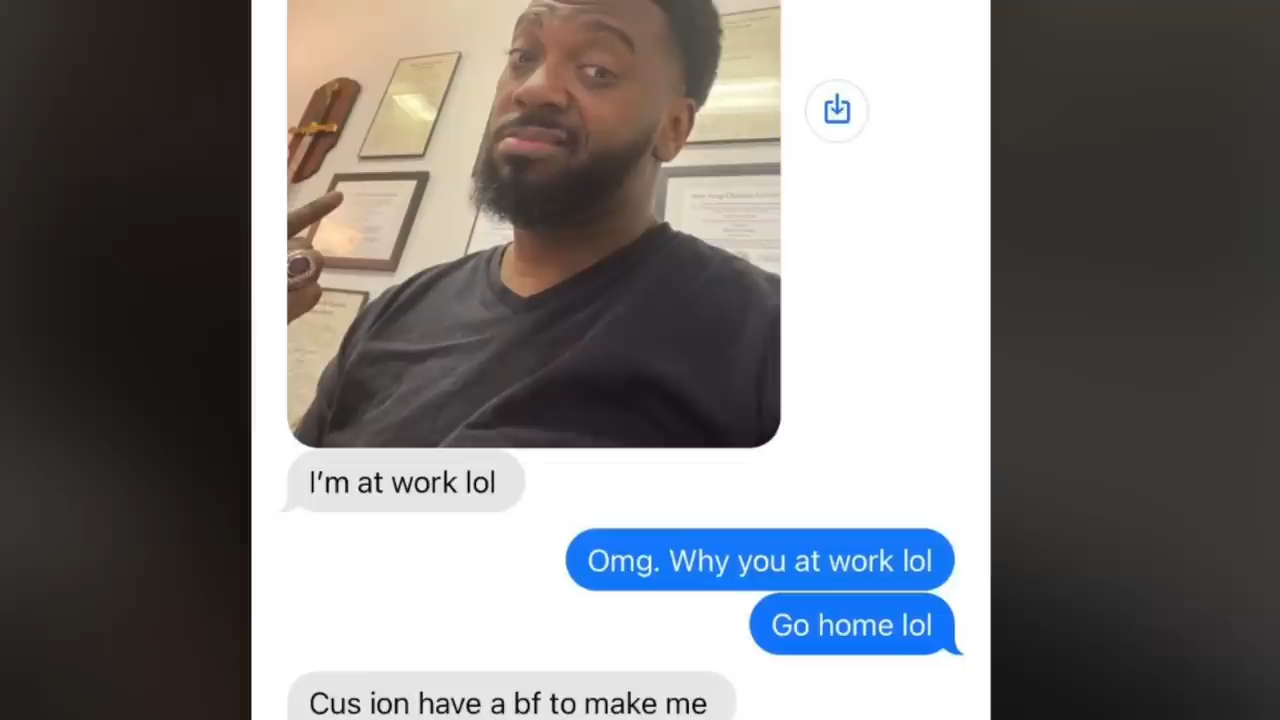 I'm at work lol
Omg. Why you at work lol
Go home lol
Cus ion have a bf to make me